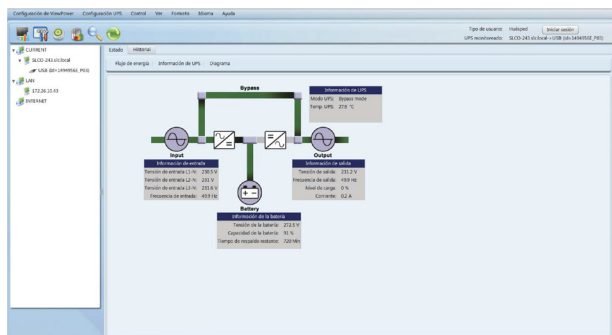 Configuración de ViewPower Configuración UPS Control Ver Formato Idioma Ayuda
Tipo de usuario: Huésped Iniciar sesión
UPS monitoreado:
CURRENT
SLCO-243.slc.local
LAN
INTERNET
Estado Historial
Flujo de energía Información de UPS Diagrama
Bypass
Información de UPS
Modo UPS: Bypass mode
Temp. UPS: °C
Input
Output
Información de entrada
Tensión de entrada L1-N: 230.5 V
Tensión de entrada L2-N: 231 V
Tensión de entrada L3-N: 231.6 V
Frecuencia de entrada: 49.9 Hz
Información de salida
Tensión de salida: 231.2 V
Frecuencia de salida: 49.9 Hz
Nivel de carga: 0 %
Corriente: 0.2 A
Battery
Información de la batería
Tensión de la batería: 272.5 V
Capacidad de la batería: 91 %
Tiempo de respaldo restante: 720 Min